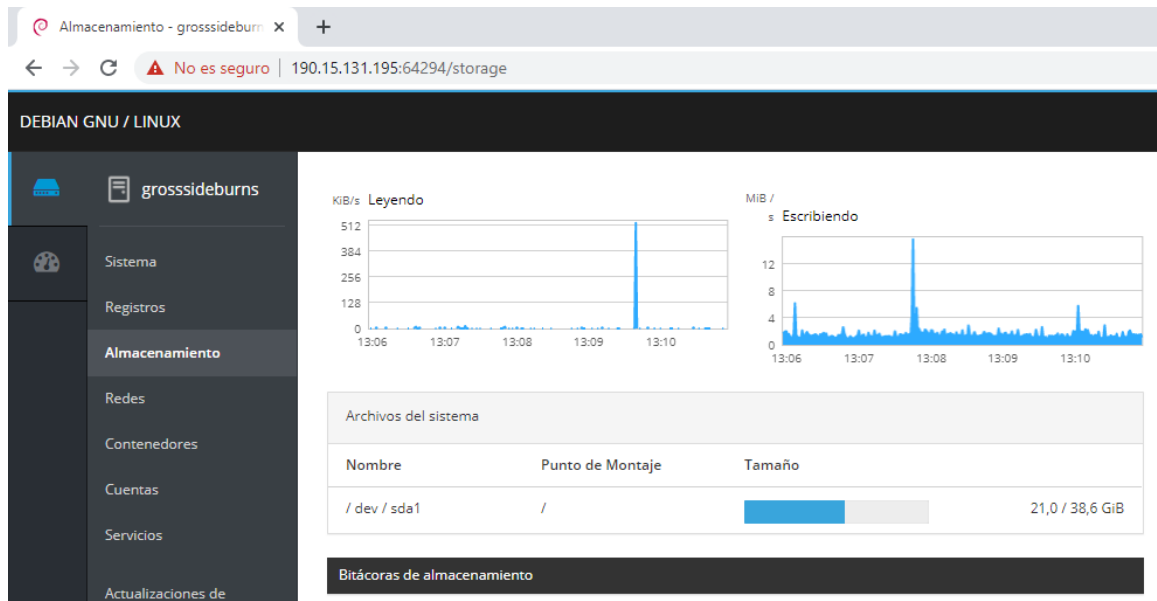 Almacenamiento - grosssideburn
No es seguro | 190.15.131.195:64294/storage
DEBIAN GNU / LINUX
grosssideburns
Sistema
Registros
Almacenamiento
Redes
Contenedores
Cuentas
Servicios
Actualizaciones de
KiB/s Leyendo
512
384
256
128
0
13:06 13:07 13:08 13:09 13:10
MiB /
s Escribiendo
12
8
4
0
13:06 13:07 13:08 13:09 13:10
Archivos del sistema
Nombre Punto de Montaje Tamaño
/ dev / sda1 / 21,0 / 38,6 GiB
Bitácoras de almacenamiento